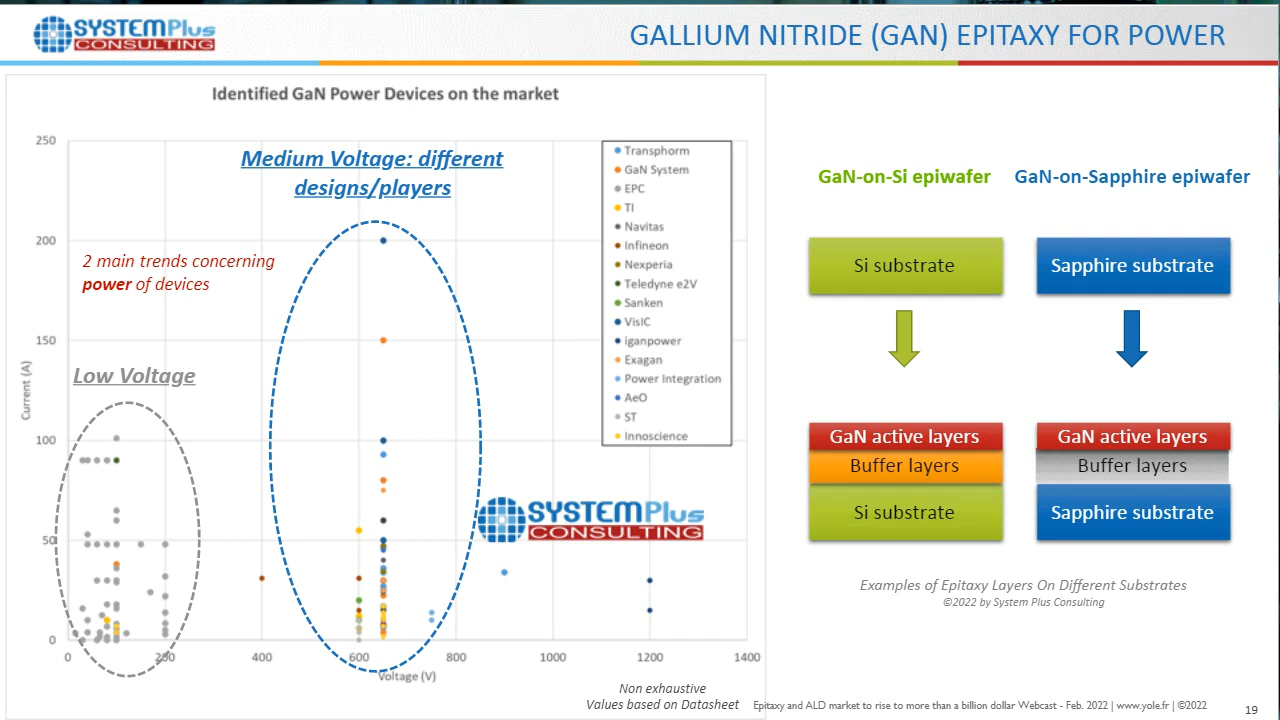 SYSTEMPlus
CONSULTING
GALLIUM NITRIDE (GAN) EPITAXY FOR POWER
Identified GaN Power Devices on the market
250
200
150
100
50
0
Current (A)
0
200
400
600
800
1000
1200
1400
Voltage (V)
Medium Voltage: different
designs/players
2 main trends concerning
power of devices
Low Voltage
Transphorm
GaN System
EPC
TI
Navitas
Infineon
Nexperia
Teledyne e2V
Sanken
VisIC
iganpower
Exagan
Power Integration
AeO
ST
Innoscience
SYSTEMPlus
CONSULTING
Non exhaustive
Values based on Datasheet
GaN-on-Si epiwafer
GaN-on-Sapphire epiwafer
Si substrate
Sapphire substrate
GaN active layers
Buffer layers
Si substrate
GaN active layers
Buffer layers
Sapphire substrate
Examples of Epitaxy Layers On Different Substrates
©2022 by System Plus Consulting
Epitaxy and ALD market to rise to more than a billion dollar Webcast - Feb. 2022 | www.yole.fr | ©2022
19